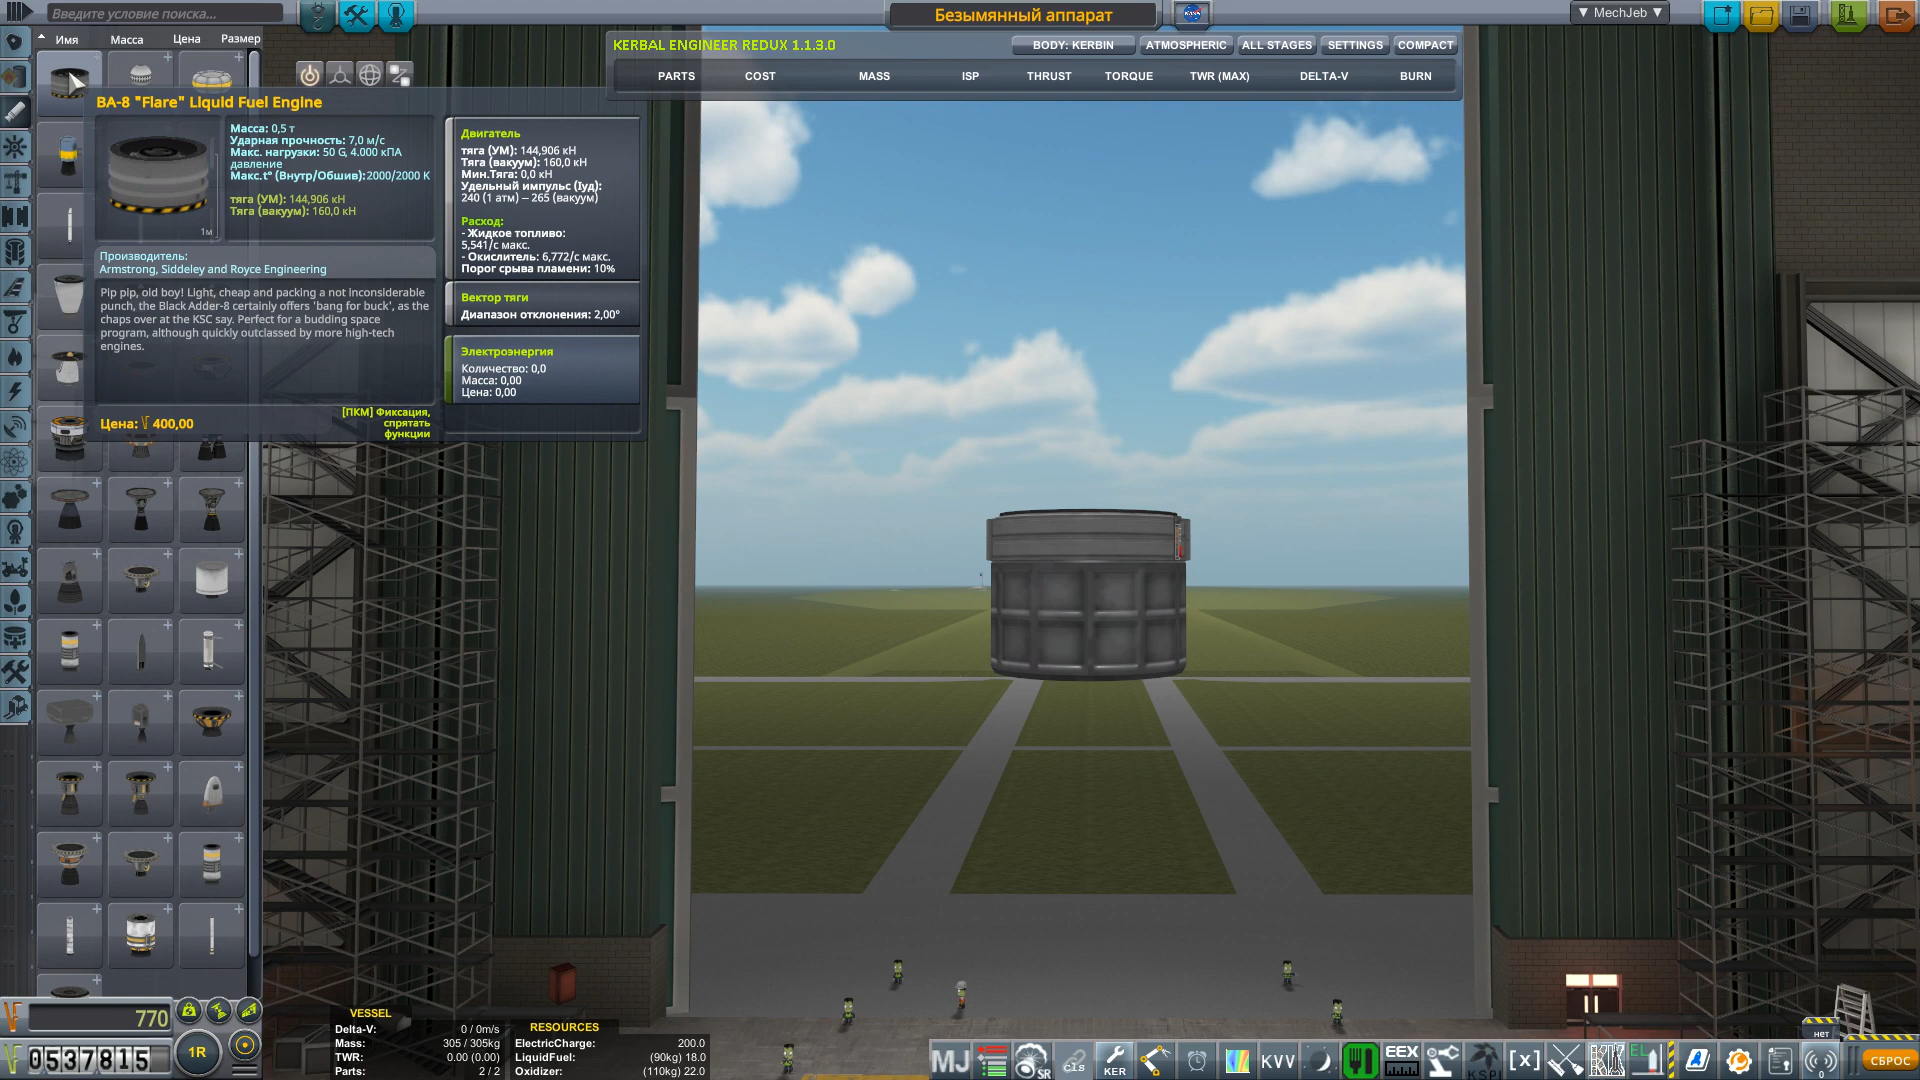 Введите условие поиска...
Безымянный аппарат
▼ MechJeb ▼
Имя Масса Цена Размер
KERBAL ENGINEER REDUX 1.1.3.0
BODY: KERBIN ATMOSPHERIC ALL STAGES SETTINGS COMPACT
PARTS COST MASS ISP THRUST TORQUE TWR (MAX) DELTA-V BURN
BA-8 "Flare" Liquid Fuel Engine
Масса: 0,5 т
Ударная прочность: 7,0 м/с
Макс. нагрузки: 50 G, 4.000 кПА
давление
Макс.t° (Внутр/Обшив):2000/2000 K
тяга (УМ): 144,906 кН
Тяга (вакуум): 160,0 кН
1м
Производитель:
Armstrong, Siddeley and Royce Engineering
Pip pip, old boy! Light, cheap and packing a not inconsiderable
punch, the Black Adder-8 certainly offers 'bang for buck', as the
chaps over at the KSC say. Perfect for a budding space
program, although quickly outclassed by more high-tech
engines.
Цена: 400,00
[ПКМ] Фиксация,
спрятать
функции
Двигатель
тяга (УМ): 144,906 кН
Тяга (вакуум): 160,0 кН
Мин.Тяга: 0,0 кН
Удельный импульс (Iуд):
240 (1 атм) – 265 (вакуум)
Расход:
- Жидкое топливо:
5,541/с макс.
- Окислитель: 6,772/с макс.
Порог срыва пламени: 10%
Вектор тяги
Диапазон отклонения: 2,00°
Электроэнергия
Количество: 0,0
Масса: 0,00
Цена: 0,00
770
0537815
1R
VESSEL
Delta-V: 0 / 0m/s
Mass: 305 / 305kg
TWR: 0.00 (0.00)
Parts: 2 / 2
RESOURCES
ElectricCharge: 200.0
LiquidFuel: (90kg) 18.0
Oxidizer: (110kg) 22.0
MJ
SR
cls
KER
KVV
EEX
KSPI
[x]
EL
нет
0
СБРОС